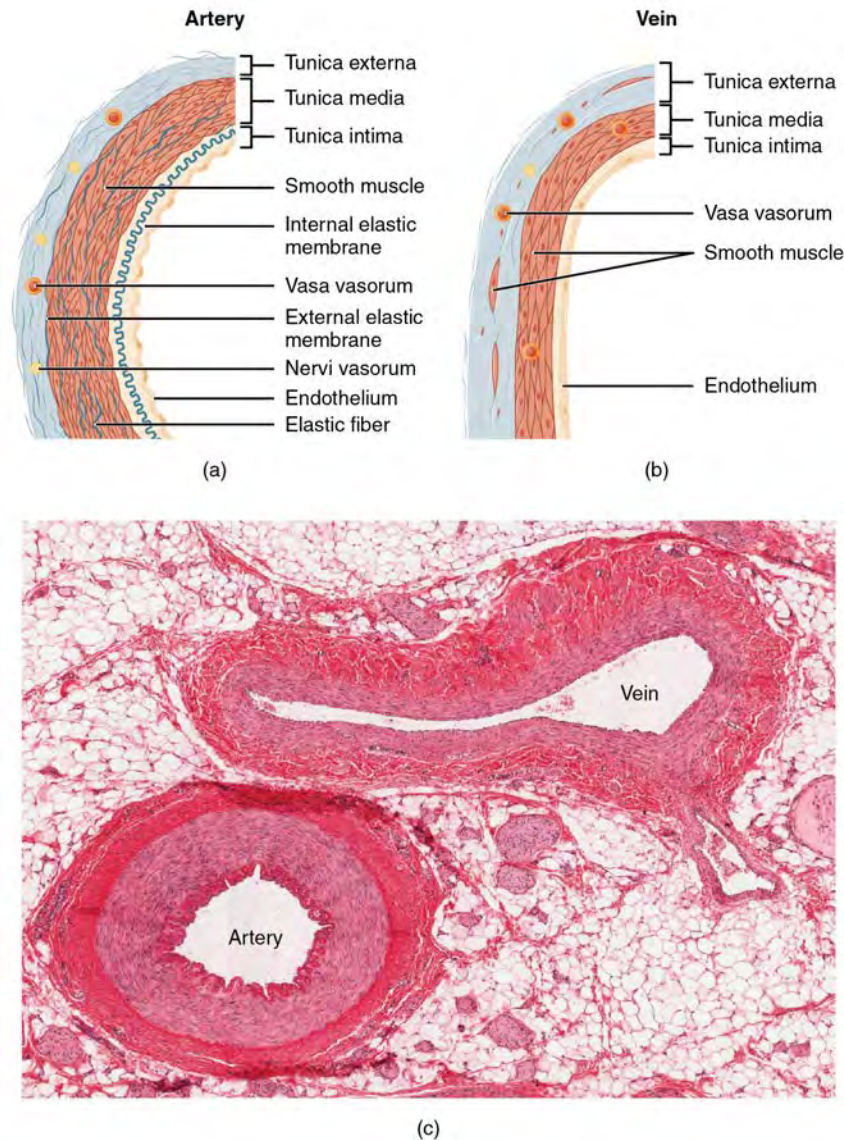 Artery
Tunica externa
Tunica media
Tunica intima
Smooth muscle
Internal elastic
membrane
Vasa vasorum
External elastic
membrane
Nervi vasorum
Endothelium
Elastic fiber
(a)
Vein
Tunica externa
Tunica media
Tunica intima
Vasa vasorum
Smooth muscle
Endothelium
(b)
Vein
Artery
(c)